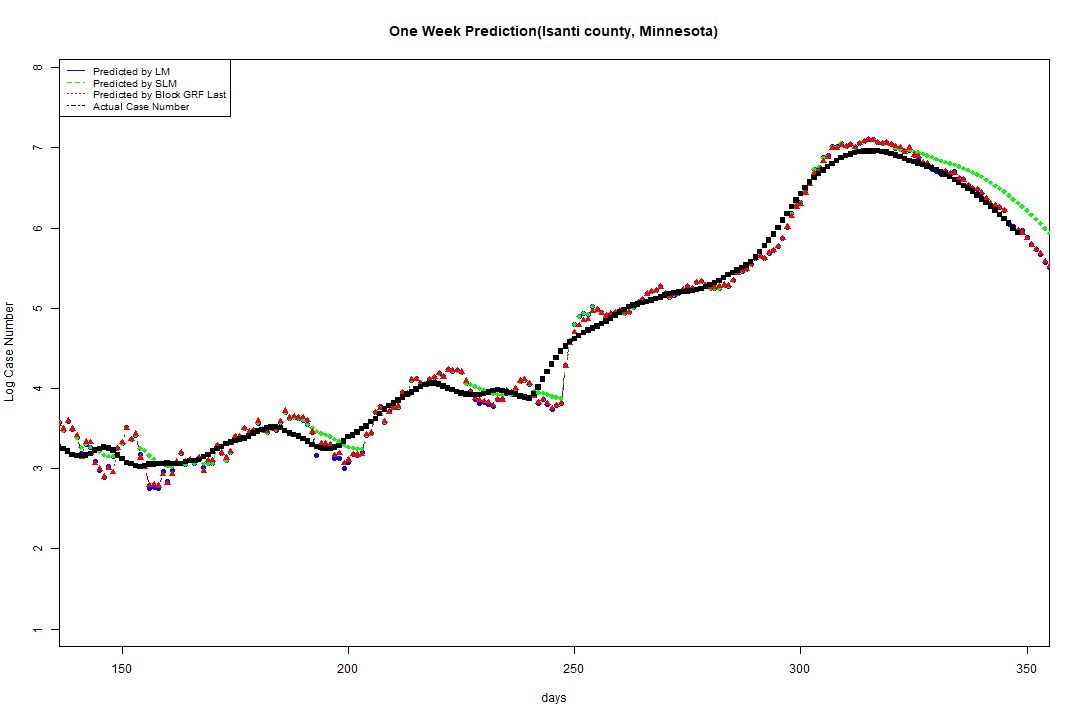 One Week Prediction(Isanti county, Minnesota)
Predicted by LM
Predicted by SLM
Predicted by Block GRF Last
Actual Case Number
8
7
6
5
4
3
2
1
Log Case Number
150 200 250 300 350
days